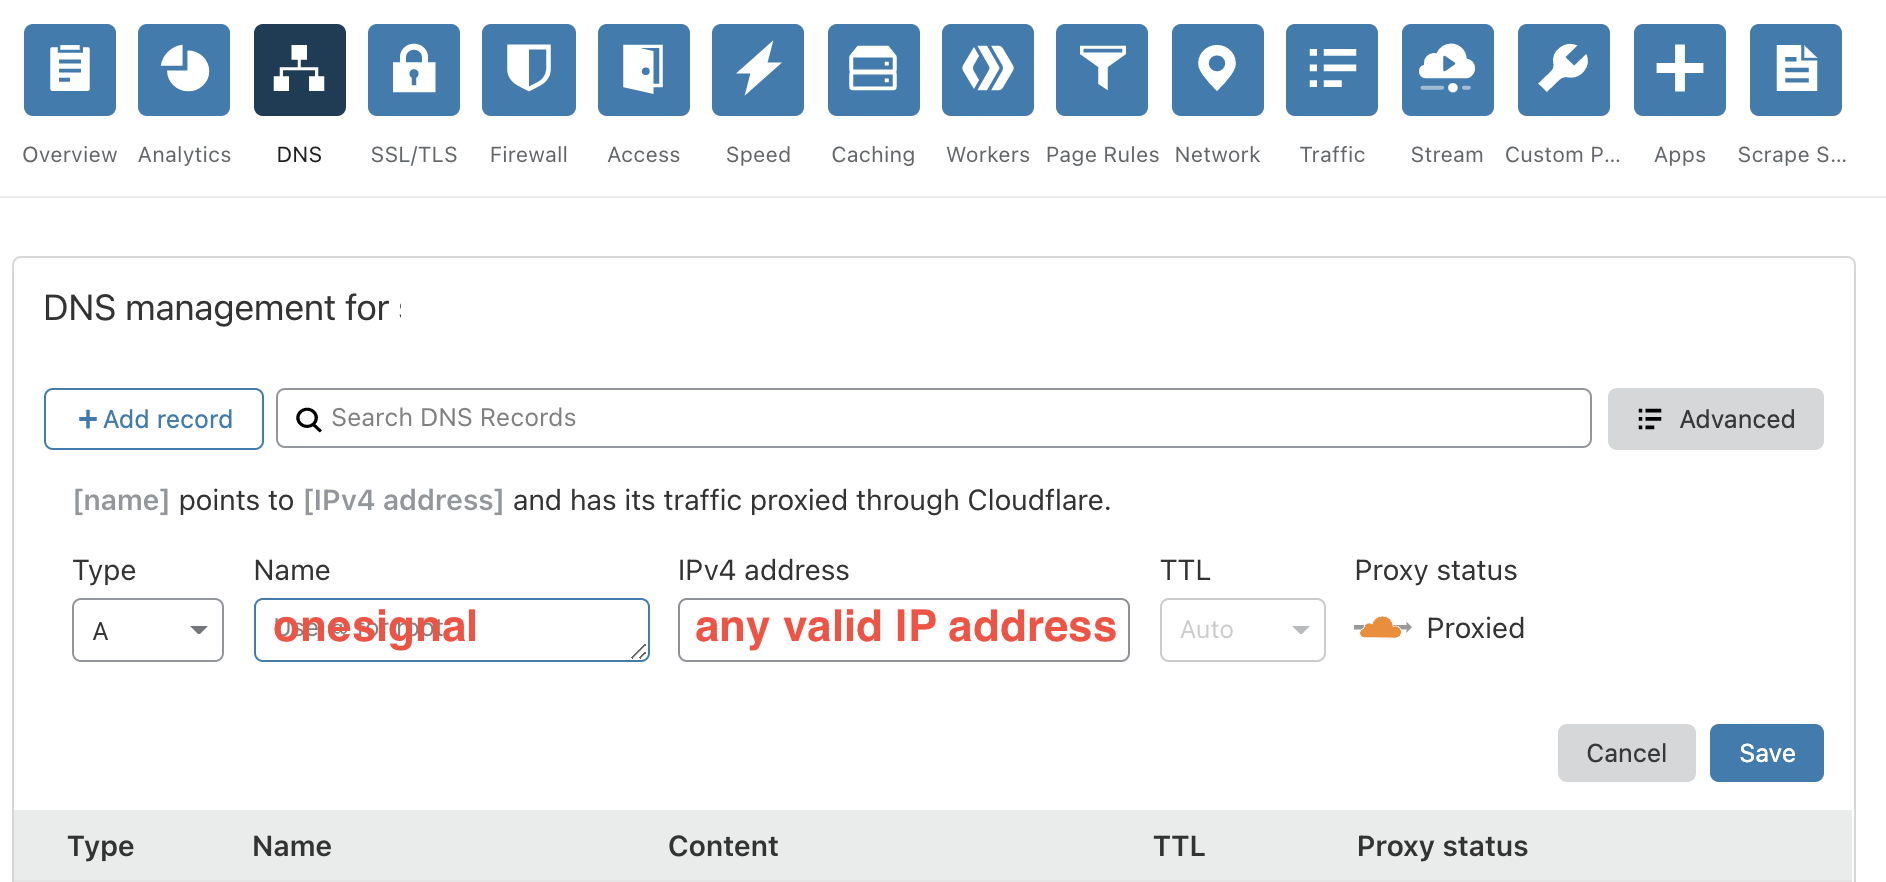 Overview Analytics DNS SSL/TLS Firewall Access Speed Caching Workers Page Rules Network Traffic Stream Custom P... Apps Scrape S...
DNS management for
+ Add record Search DNS Records Advanced
[name] points to [IPv4 address] and has its traffic proxied through Cloudflare.
Type Name IPv4 address TTL Proxy status
A onesignal any valid IP address Auto Proxied
Cancel Save
Type Name Content TTL Proxy status